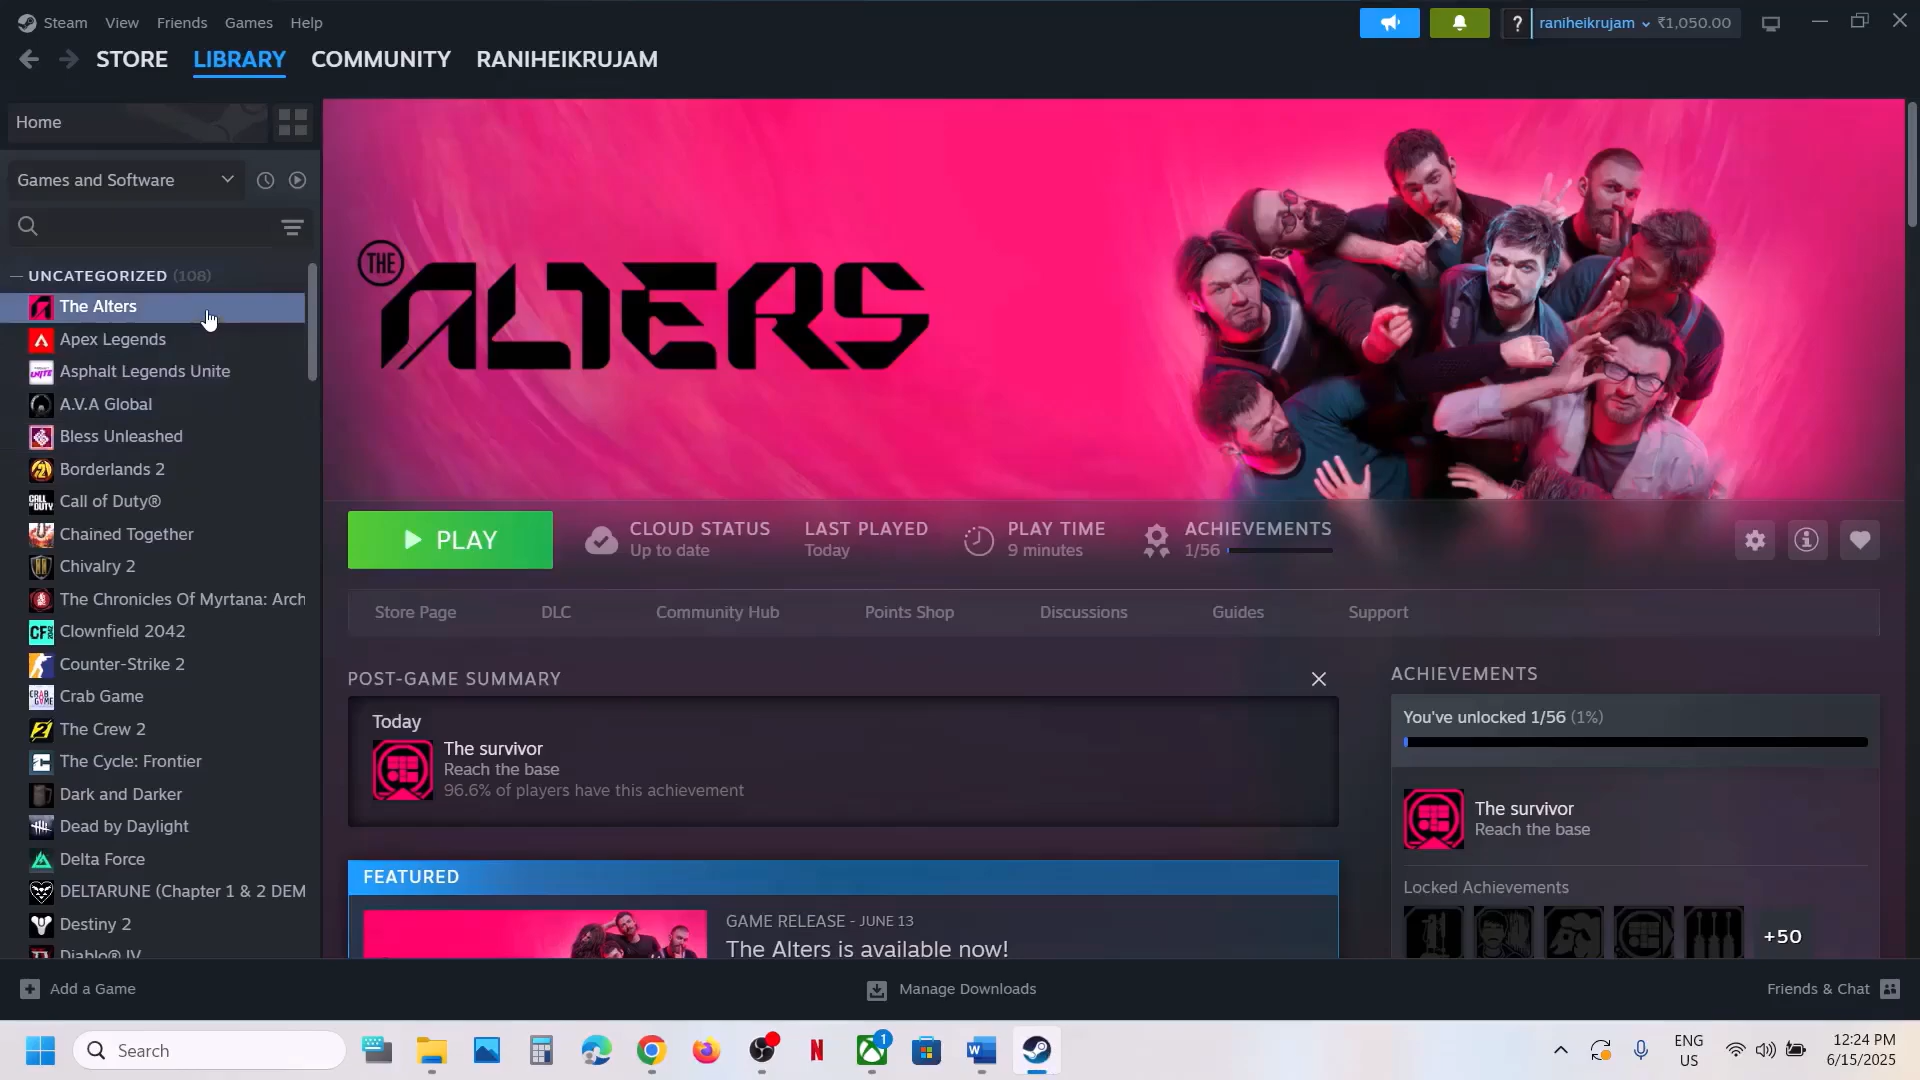 Steam View Friends Games Help
? raniheikrujam ₹1,050.00
STORE LIBRARY COMMUNITY RANIHEIKRUJAM
Home
Games and Software
UNCATEGORIZED (108)
The Alters
Apex Legends
Asphalt Legends Unite
A.V.A Global
Bless Unleashed
Borderlands 2
Call of Duty®
Chained Together
Chivalry 2
The Chronicles Of Myrtana: Arch
Clownfield 2042
Counter-Strike 2
Crab Game
The Crew 2
The Cycle: Frontier
Dark and Darker
Dead by Daylight
Delta Force
DELTARUNE (Chapter 1 & 2 DEM
Destiny 2
Diablo® IV
THE ALTERS
PLAY
CLOUD STATUS
Up to date
LAST PLAYED
Today
PLAY TIME
9 minutes
ACHIEVEMENTS
1/56
Store Page DLC Community Hub Points Shop Discussions Guides Support
POST-GAME SUMMARY
Today
The survivor
Reach the base
96.6% of players have this achievement
FEATURED
GAME RELEASE - JUNE 13
The Alters is available now!
ACHIEVEMENTS
You've unlocked 1/56 (1%)
The survivor
Reach the base
Locked Achievements
+50
Add a Game
Manage Downloads
Friends & Chat
Search
1
ENG
US
12:24 PM
6/15/2025